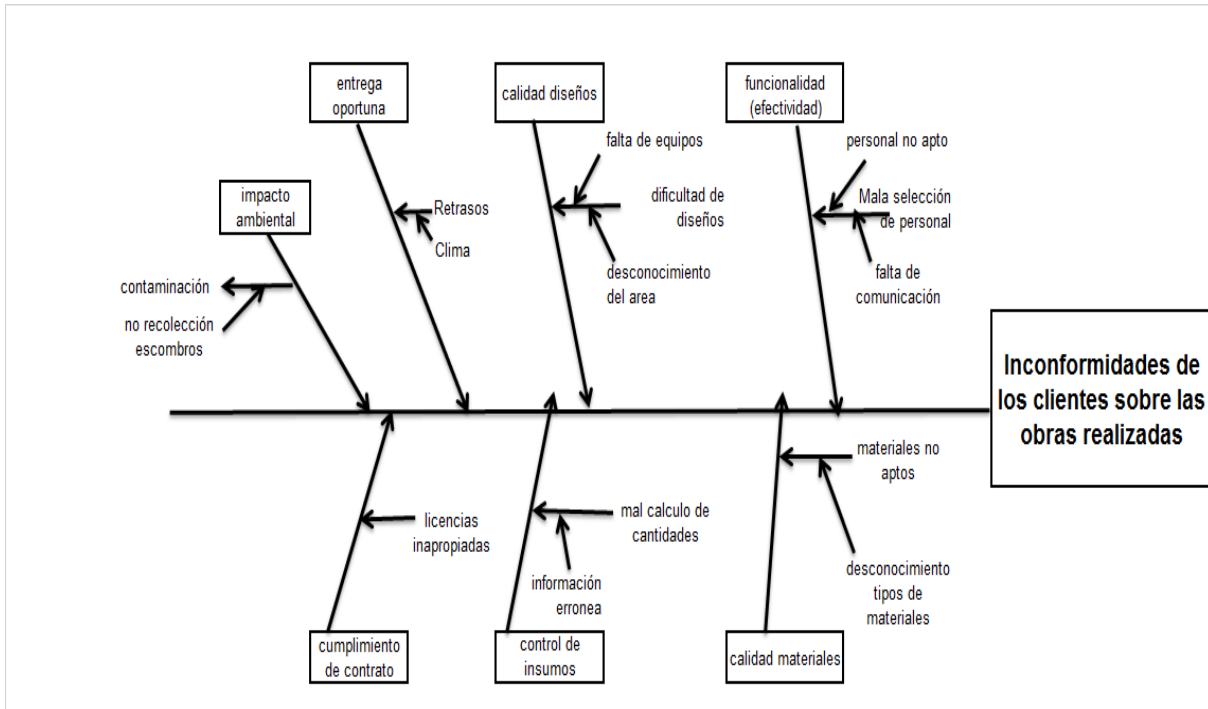 entrega
oportuna
calidad diseños
funcionalidad
(efectividad)
falta de equipos
personal no apto
impacto
ambiental
Retrasos
Clima
dificultad de
diseños
Mala selección
de personal
contaminación
no recolección
escombros
desconocimiento
del area
falta de
comunicación
Inconformidades de
los clientes sobre las
obras realizadas
licencias
inapropiadas
mal calculo de
cantidades
materiales no
aptos
información
erronea
desconocimiento
tipos de
materiales
cumplimiento
de contrato
control de
insumos
calidad materiales